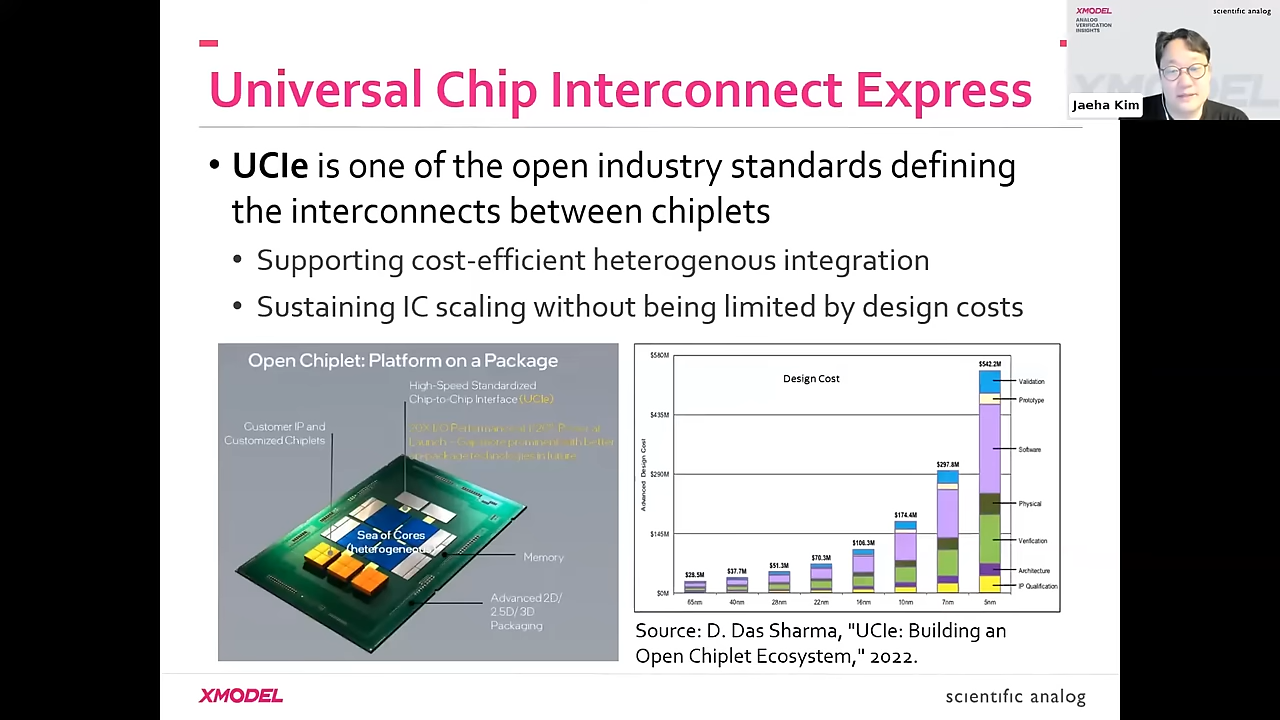 XMODEL
ANALOG
VERIFICATION
INSIGHTS
scientific analog
Jaeha Kim
Universal Chip Interconnect Express
• UCIe is one of the open industry standards defining
the interconnects between chiplets
• Supporting cost-efficient heterogenous integration
• Sustaining IC scaling without being limited by design costs
Open Chiplet: Platform on a Package
High-Speed Standardized
Chip-to-Chip Interface (UCIe)
Customer IP and
Customized Chiplets
Sea of Cores
(heterogeneous)
Memory
Advanced 2D/
2.5D/3D
Packaging
Design Cost
Advanced Design Cost
$580M
$435M
$290M
$145M
$0M
$28.5M
$37.7M
$51.3M
$70.3M
$106.3M
$174.4M
$297.8M
$542.2M
65nm
40nm
28nm
22nm
16nm
10nm
7nm
5nm
Validation
Prototype
Software
Physical
Verification
Architecture
IP Qualification
Source: D. Das Sharma, "UCIe: Building an
Open Chiplet Ecosystem," 2022.
XMODEL
scientific analog